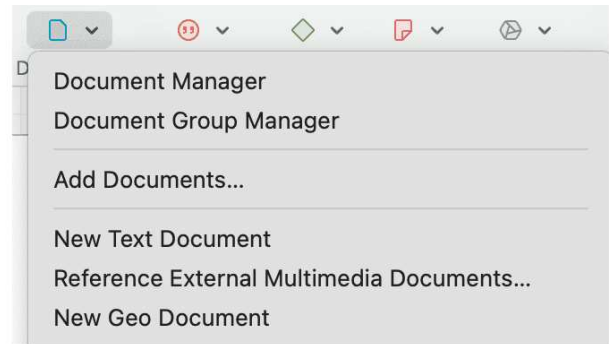 D
Document Manager
Document Group Manager
Add Documents...
New Text Document
Reference External Multimedia Documents...
New Geo Document